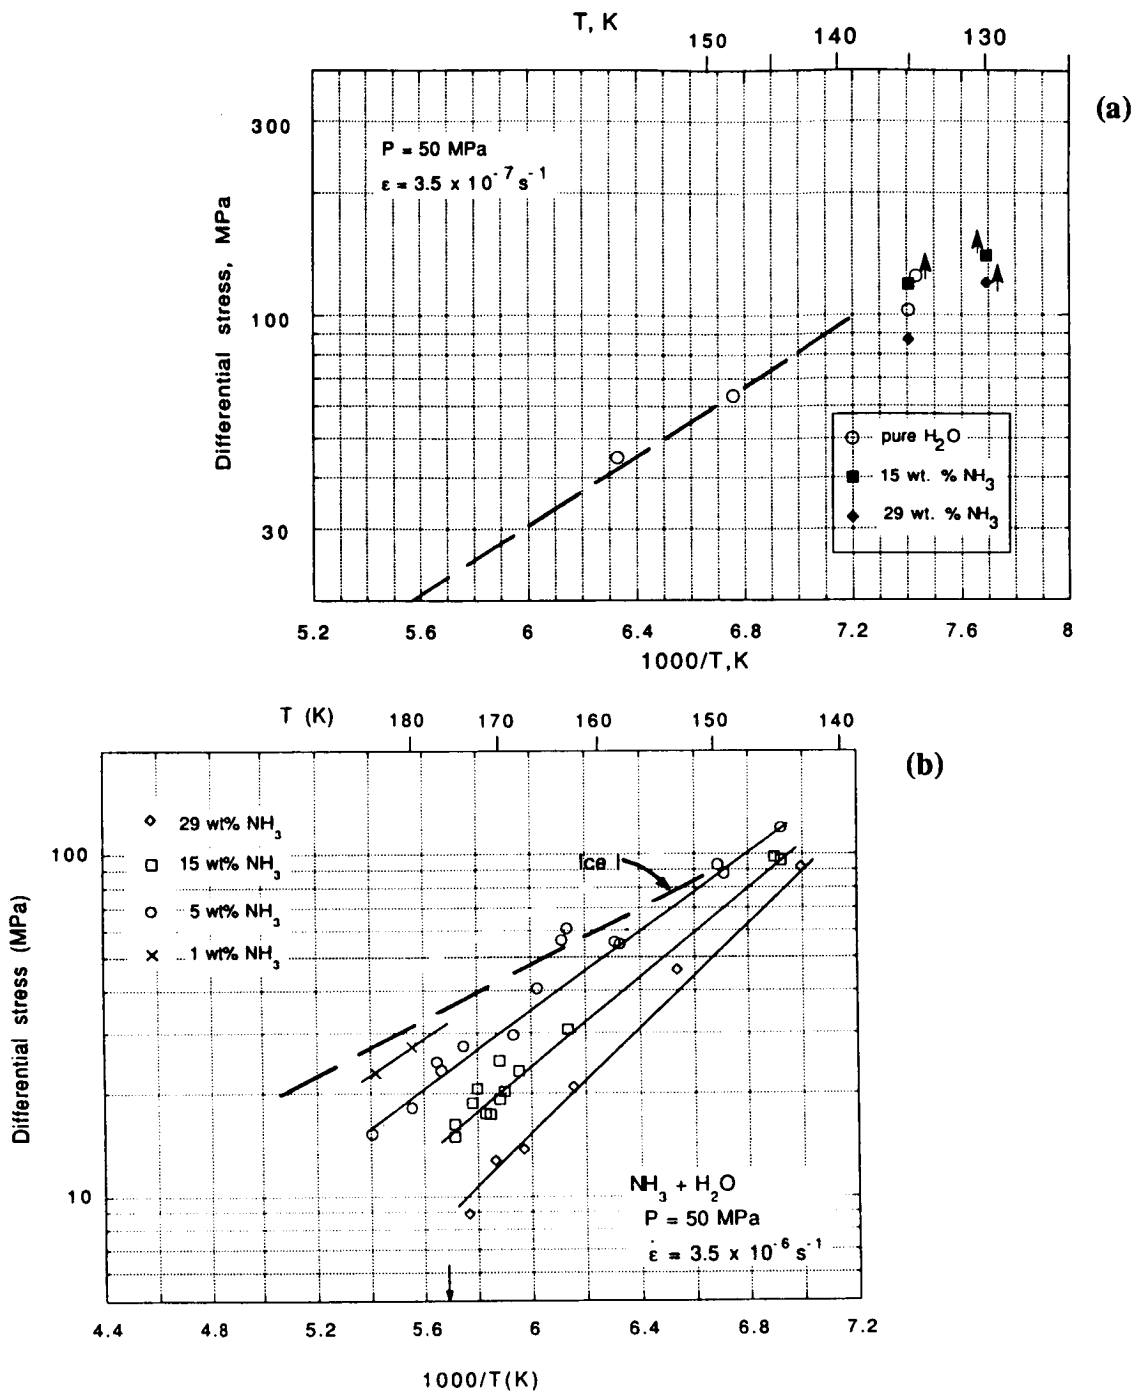 T, K
150 140 130
(a)
300
100
30
Differential stress, MPa
P = 50 MPa
ε = 3.5 x 10⁻⁷ s⁻¹
pure H₂O
15 wt. % NH₃
29 wt. % NH₃
5.2 5.6 6 6.4 6.8 7.2 7.6 8
1000/T,K
T (K)
180 170 160 150 140
(b)
29 wt% NH₃
15 wt% NH₃
5 wt% NH₃
1 wt% NH₃
Ice I
100
10
Differential stress (MPa)
NH₃ + H₂O
P = 50 MPa
ε̇ = 3.5 x 10⁻⁶ s⁻¹
4.4 4.8 5.2 5.6 6 6.4 6.8 7.2
1000/T(K)